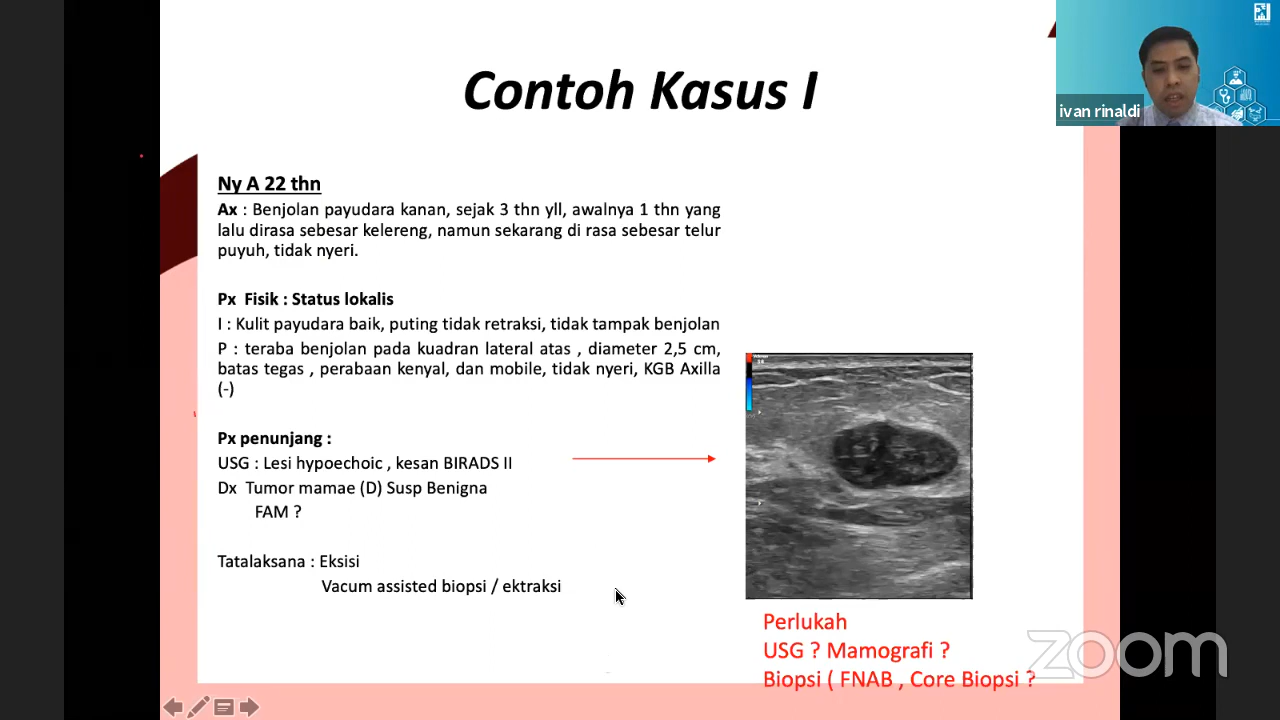 Contoh Kasus I
ivan rinaldi
Ny A 22 thn
Ax : Benjolan payudara kanan, sejak 3 thn yll, awalnya 1 thn yang
lalu dirasa sebesar kelereng, namun sekarang di rasa sebesar telur
puyuh, tidak nyeri.
Px Fisik : Status lokalis
I : Kulit payudara baik, puting tidak retraksi, tidak tampak benjolan
P : teraba benjolan pada kuadran lateral atas , diameter 2,5 cm,
batas tegas , perabaan kenyal, dan mobile, tidak nyeri, KGB Axilla
(-)
Px penunjang :
USG : Lesi hypoechoic , kesan BIRADS II
Dx Tumor mamae (D) Susp Benigna
FAM ?
Tatalaksana : Eksisi
Vacum assisted biopsi / ektraksi
Perlukah
USG ? Mamografi ?
Biopsi ( FNAB , Core Biopsi ?
zoom